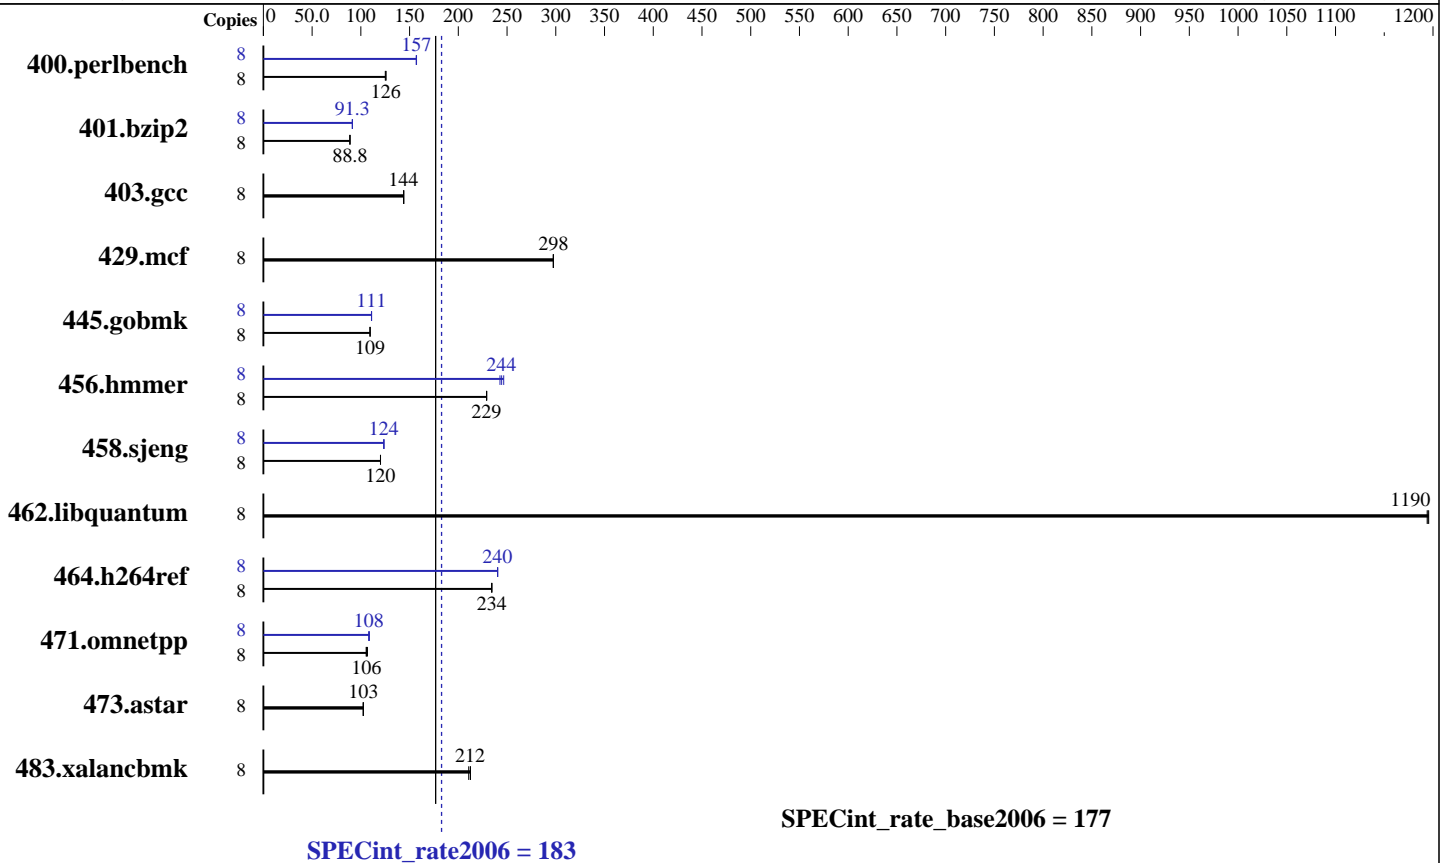 Copies 0 50.0 100 150 200 250 300 350 400 450 500 550 600 650 700 750 800 850 900 950 1000 1050 1100 1200
400.perlbench 8 157
8 126
401.bzip2 8 91.3
8 88.8
403.gcc 8 144
429.mcf 8 298
445.gobmk 8 111
8 109
456.hmmer 8 244
8 229
458.sjeng 8 124
8 120
462.libquantum 8 1190
464.h264ref 8 240
8 234
471.omnetpp 8 108
8 106
473.astar 8 103
483.xalancbmk 8 212
SPECint_rate_base2006 = 177
SPECint_rate2006 = 183